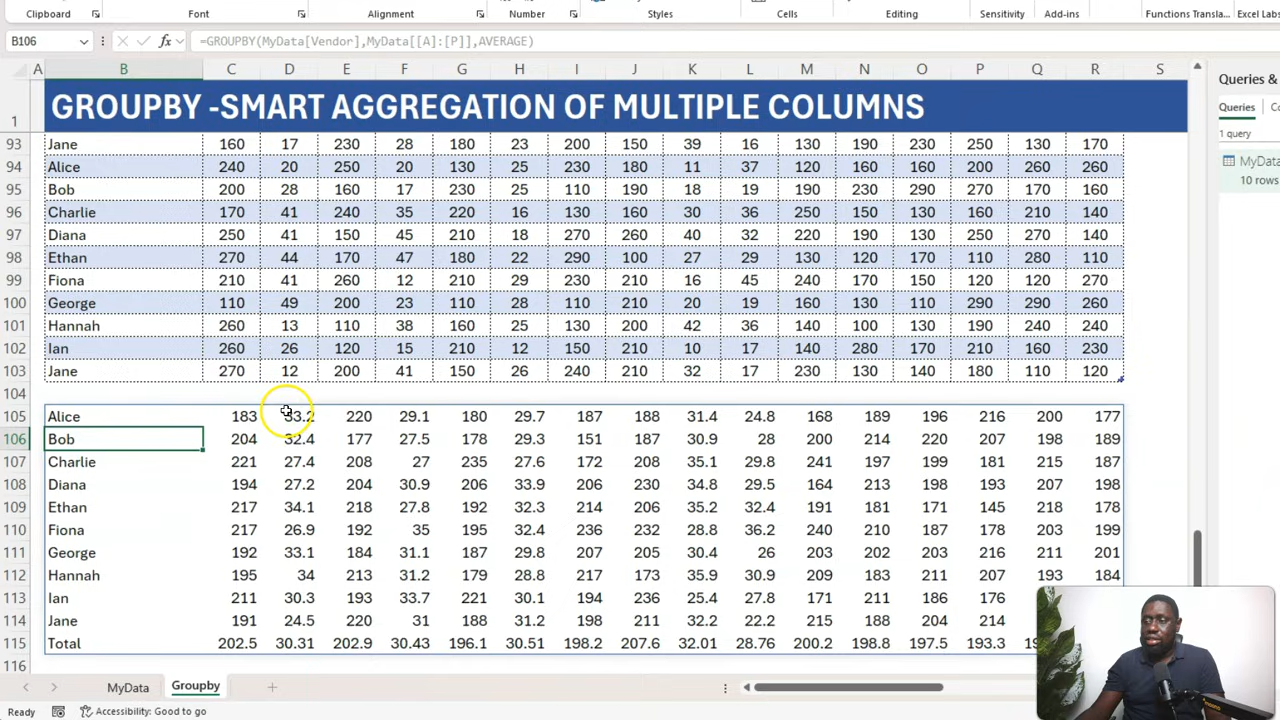 Clipboard Font Alignment Number Styles Cells Editing Sensitivity Add-ins Functions Transla... Excel Labs
B106 fx =GROUPBY(MyData[Vendor],MyData[[A]:[P]],AVERAGE)
A B C D E F G H I J K L M N O P Q R S
Queries &
1 GROUPBY -SMART AGGREGATION OF MULTIPLE COLUMNS
Queries
1 query
MyData
10 rows
93 Jane 160 17 230 28 180 23 200 150 39 16 130 190 230 250 130 170
94 Alice 240 20 250 20 130 25 230 180 11 37 120 160 160 200 260 260
95 Bob 200 28 160 17 230 25 110 190 18 19 190 230 290 270 170 160
96 Charlie 170 41 240 35 220 16 130 160 30 36 250 150 130 160 210 140
97 Diana 250 41 150 45 210 18 270 260 40 32 220 190 130 270 270 140
98 Ethan 270 44 170 47 180 22 290 100 27 29 130 120 170 110 280 110
99 Fiona 210 41 260 12 210 29 130 210 16 45 240 170 150 120 120 270
100 George 110 49 200 23 110 28 110 210 20 19 160 130 110 290 290 260
101 Hannah 260 13 110 38 160 25 130 200 42 36 140 100 130 190 240 240
102 Ian 260 26 120 15 210 12 150 210 10 17 140 280 170 210 160 230
103 Jane 270 12 200 41 150 26 240 210 32 17 230 130 140 180 110 120
104
105 Alice 183 33.2 220 29.1 180 29.7 187 188 31.4 24.8 168 189 196 216 200 177
106 Bob 204 32.4 177 27.5 178 29.3 151 187 30.9 28 200 214 220 207 198 189
107 Charlie 221 27.4 208 27 235 27.6 172 208 35.1 29.8 241 197 199 181 215 187
108 Diana 194 27.2 204 30.9 206 33.9 206 230 34.8 29.5 164 213 198 193 207 198
109 Ethan 217 34.1 218 27.8 192 32.3 214 206 35.2 32.4 191 181 171 145 218 178
110 Fiona 217 26.9 192 35 195 32.4 236 232 28.8 36.2 240 210 187 178 203 199
111 George 192 33.1 184 31.1 187 29.8 207 205 30.4 26 203 202 203 216 211 201
112 Hannah 195 34 213 31.2 179 28.8 217 173 35.9 30.9 209 183 211 207 193 184
113 Ian 211 30.3 193 33.7 221 30.1 194 236 25.4 27.8 171 211 186 176
114 Jane 191 24.5 220 31 188 31.2 198 211 32.2 22.2 215 188 204 214
115 Total 202.5 30.31 202.9 30.43 196.1 30.51 198.2 207.6 32.01 28.76 200.2 198.8 197.5 193.3
116
MyData Groupby
Ready Accessibility: Good to go